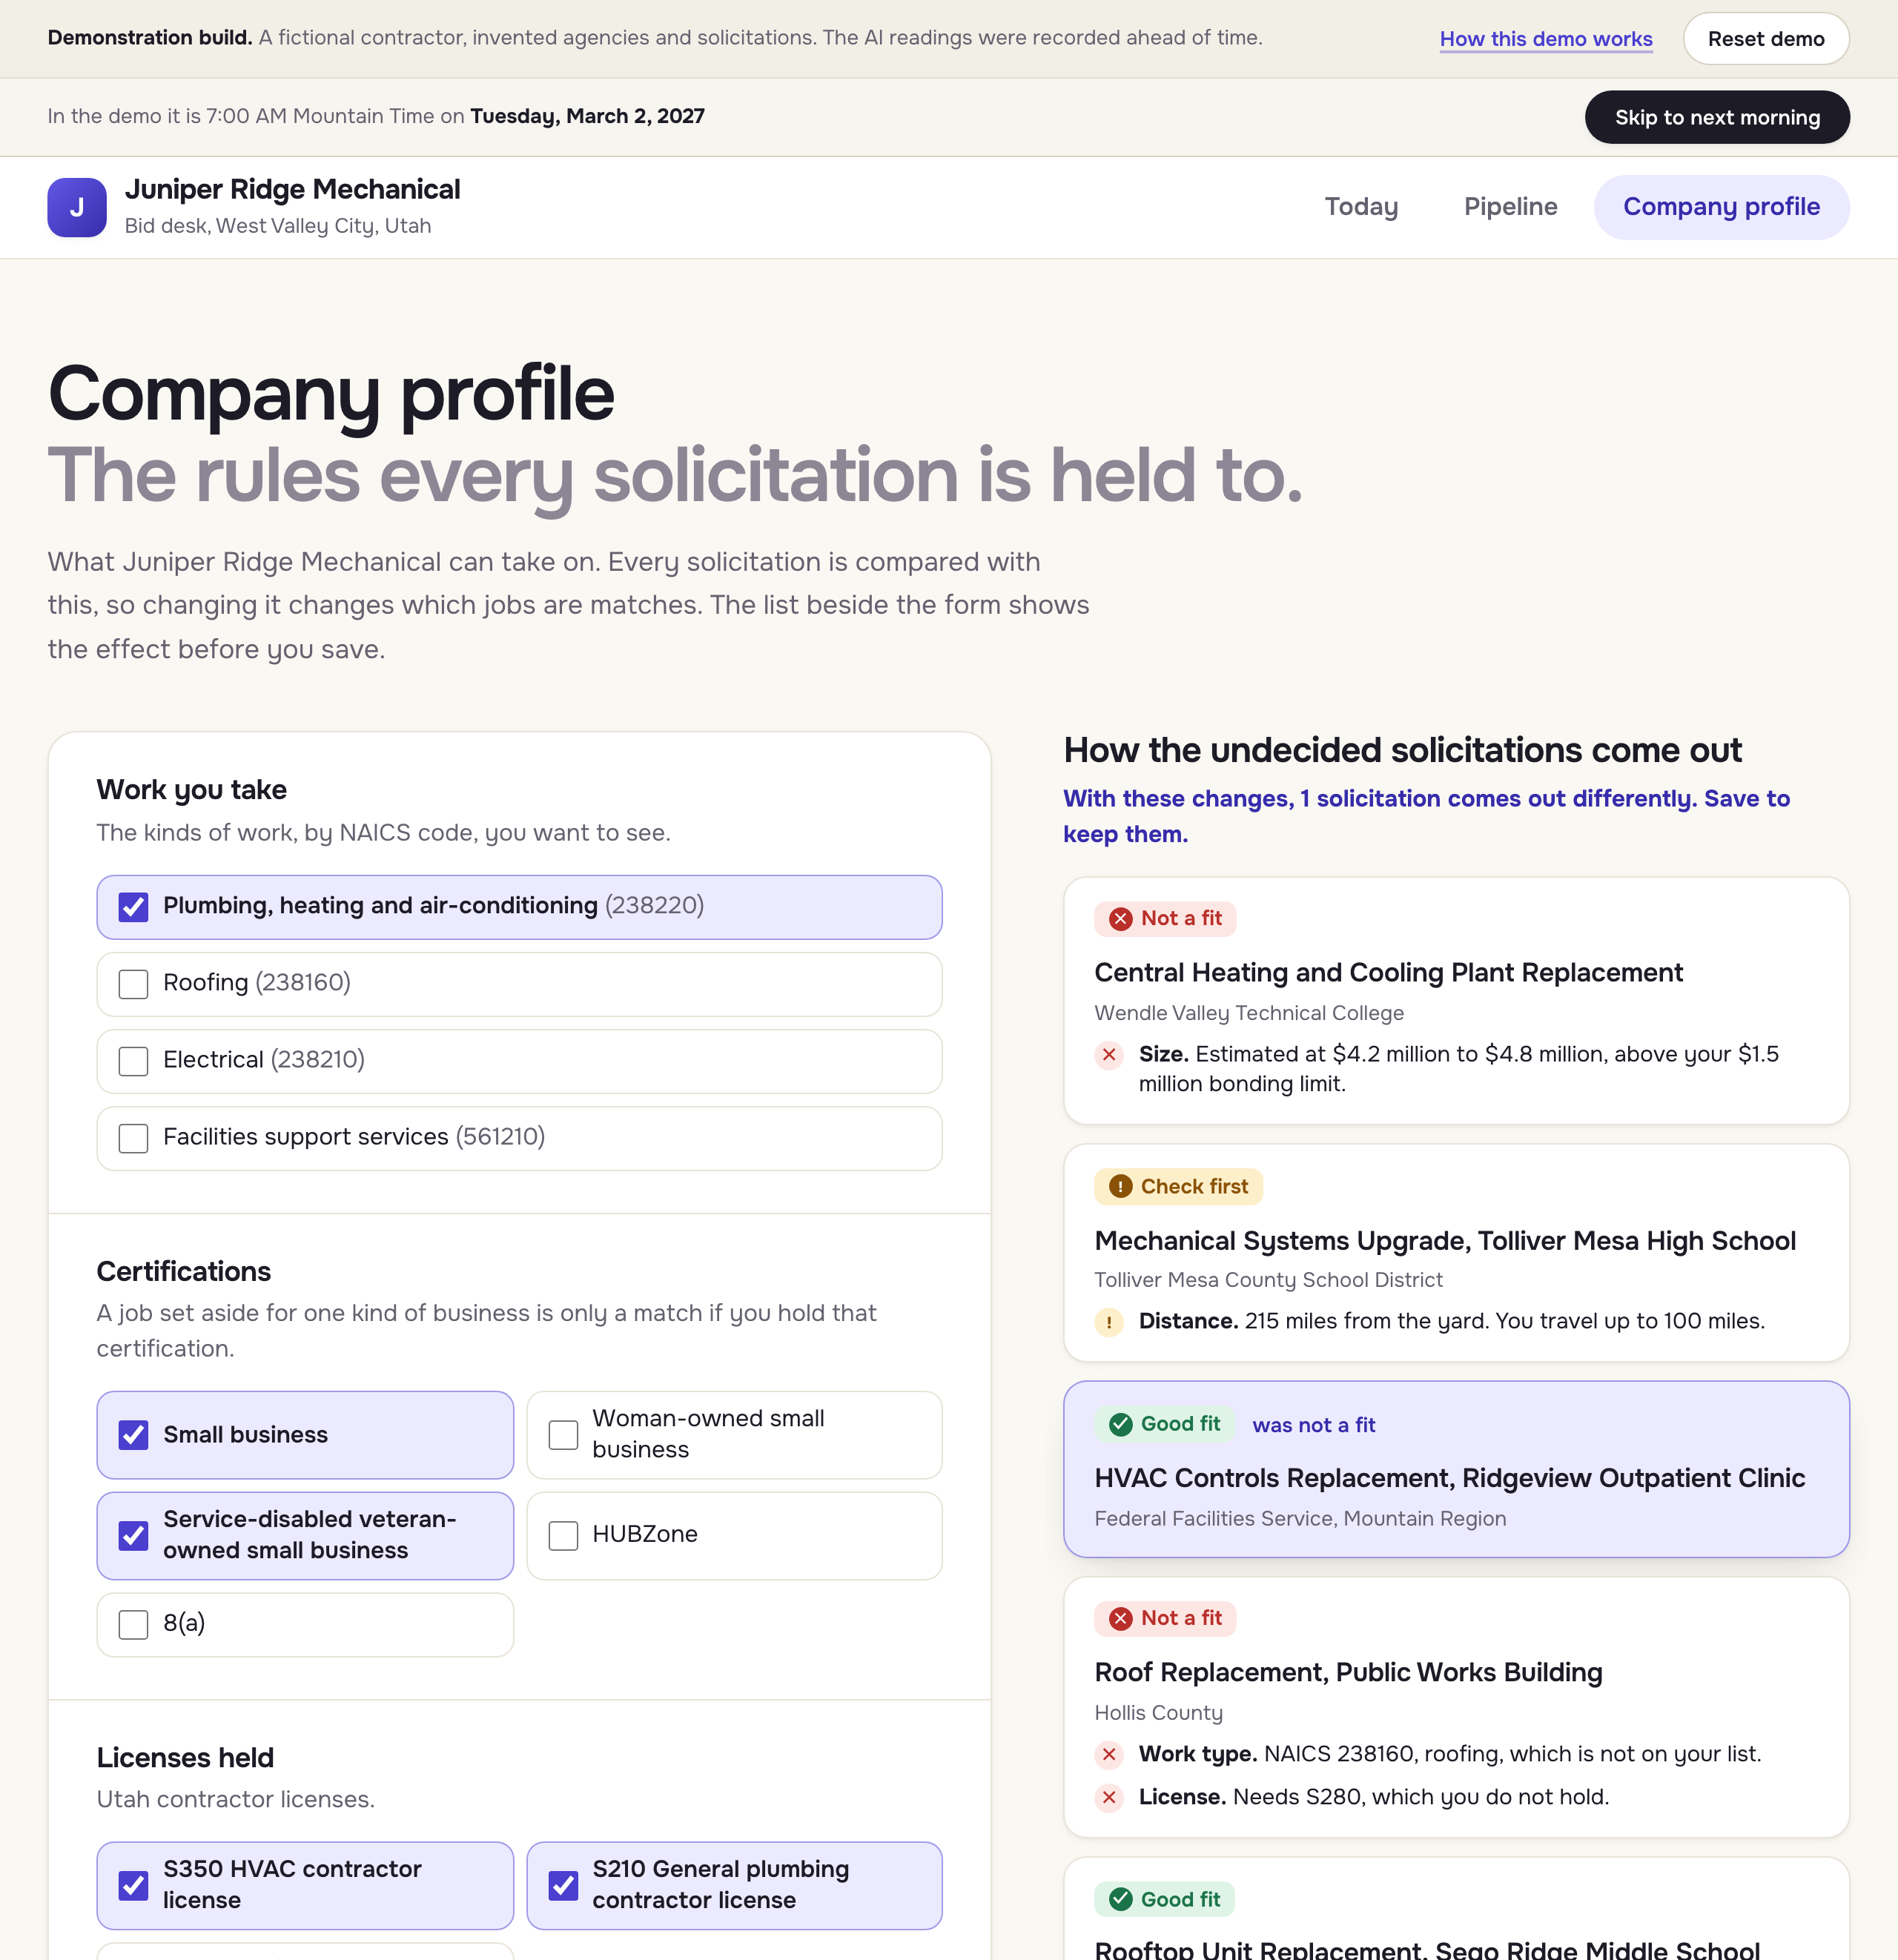 Demonstration build. A fictional contractor, invented agencies and solicitations. The AI readings were recorded ahead of time.
How this demo works
Reset demo
In the demo it is 7:00 AM Mountain Time on Tuesday, March 2, 2027
Skip to next morning
J
Juniper Ridge Mechanical
Bid desk, West Valley City, Utah
Today
Pipeline
Company profile
Company profile
The rules every solicitation is held to.
What Juniper Ridge Mechanical can take on. Every solicitation is compared with
this, so changing it changes which jobs are matches. The list beside the form shows
the effect before you save.
Work you take
The kinds of work, by NAICS code, you want to see.
Plumbing, heating and air-conditioning (238220)
Roofing (238160)
Electrical (238210)
Facilities support services (561210)
Certifications
A job set aside for one kind of business is only a match if you hold that
certification.
Small business
Woman-owned small
business
Service-disabled veteran-
owned small business
HUBZone
8(a)
Licenses held
Utah contractor licenses.
S350 HVAC contractor
license
S210 General plumbing
contractor license
How the undecided solicitations come out
With these changes, 1 solicitation comes out differently. Save to
keep them.
Not a fit
Central Heating and Cooling Plant Replacement
Wendle Valley Technical College
Size. Estimated at $4.2 million to $4.8 million, above your $1.5
million bonding limit.
Check first
Mechanical Systems Upgrade, Tolliver Mesa High School
Tolliver Mesa County School District
Distance. 215 miles from the yard. You travel up to 100 miles.
Good fit was not a fit
HVAC Controls Replacement, Ridgeview Outpatient Clinic
Federal Facilities Service, Mountain Region
Not a fit
Roof Replacement, Public Works Building
Hollis County
Work type. NAICS 238160, roofing, which is not on your list.
License. Needs S280, which you do not hold.
Good fit
Rooftop Unit Replacement, Sego Ridge Middle School